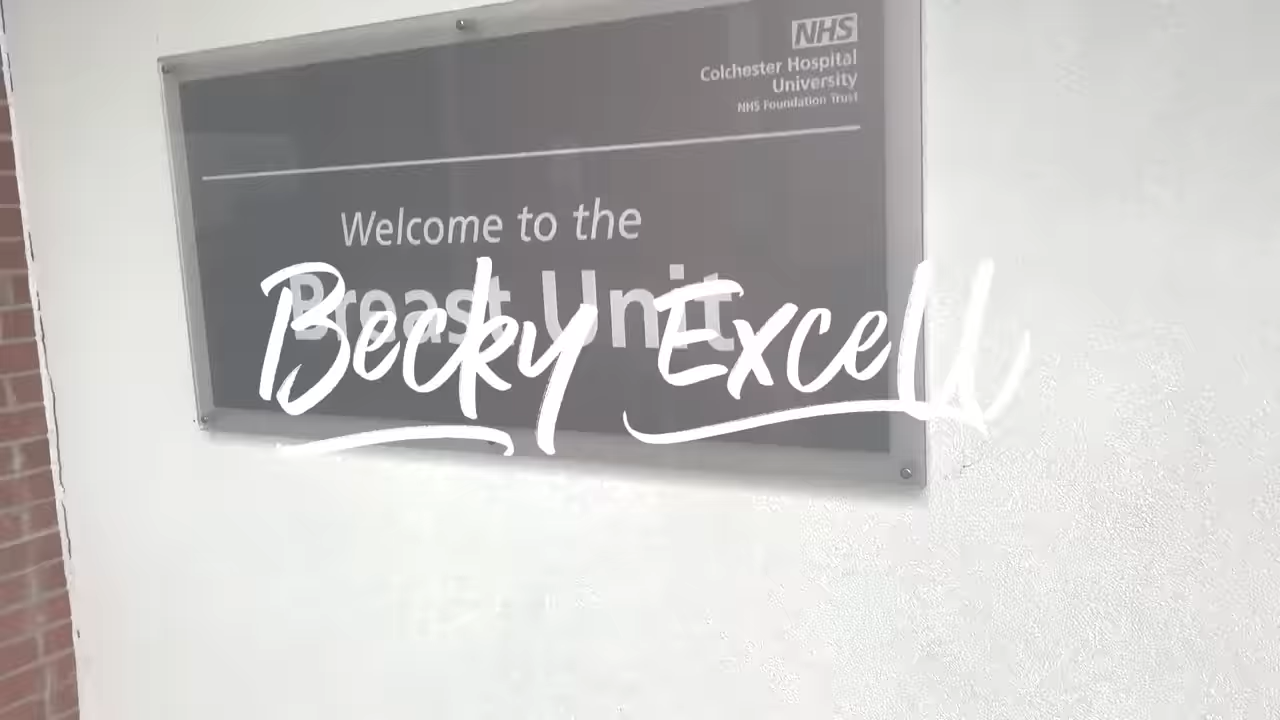 NHS
Colchester Hospital
University
NHS Foundation Trust
Welcome to the
Breast Unit
Becky Excell